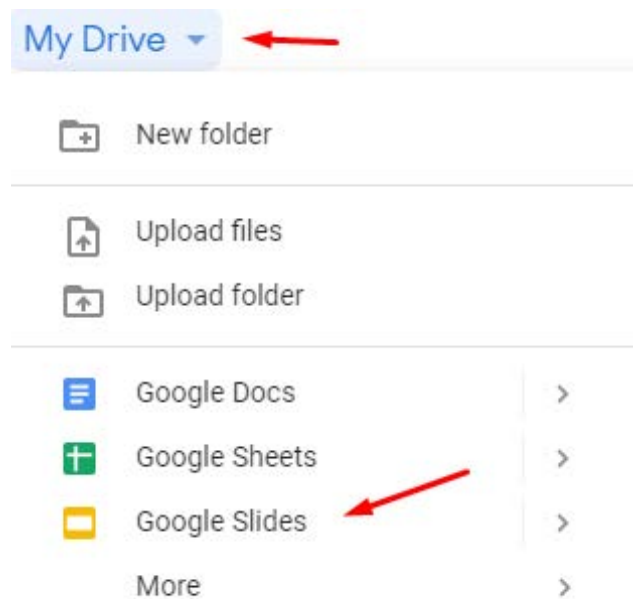 My Drive
New folder
Upload files
Upload folder
Google Docs
Google Sheets
Google Slides
More